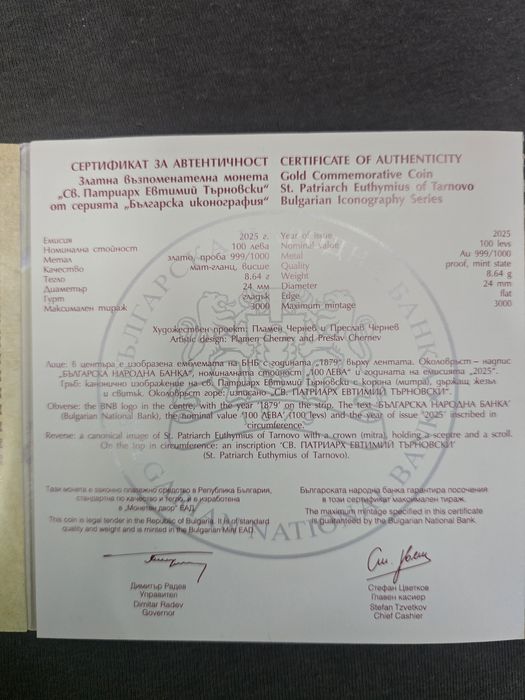 СЕРТИФИКАТ ЗА АВТЕНТИЧНОСТ
Златна възпоменателна монета
„Св. Патриарх Евтимий Търновски“
от серията „Българска иконография“
CERTIFICATE OF AUTHENTICITY
Gold Commemorative Coin
St. Patriarch Euthymius of Tarnovo
Bulgarian Iconography Series
Емисия 2025 г.
Номинална стойност 100 лева
Метал злато, проба 999/1000
Качество мат-гланц, висше
Тегло 8.64 г
Диаметър 24 мм
Гурт гладък
Максимален тираж 3000
Year of issue 2025
Nominal value 100 levs
Metal Au 999/1000
Quality proof, mint state
Weight 8.64 g
Diameter 24 mm
Edge flat
Maximum mintage 3000
Художествен проект: Пламен Чернев и Преслав Чернев
Artistic design: Plamen Chernev and Preslav Chernev
Лице: в центъра е изобразена емблемата на БНБ с годината „1879“ върху лентата. Околовръст – надпис
„БЪЛГАРСКА НАРОДНА БАНКА“, номиналната стойност „100 ЛЕВА“ и годината на емисията „2025“.
Гръб: канонично изображение на св. Патриарх Евтимий Търновски с корона (митра), държащ жезъл
и свитък. Околовръст горе: изписано „СВ. ПАТРИАРХ ЕВТИМИЙ ТЪРНОВСКИ“.
Obverse: the BNB logo in the centre, with the year '1879' on the strip. The text 'БЪЛГАРСКА НАРОДНА БАНКА'
(Bulgarian National Bank), the nominal value '100 ЛЕВА' (100 levs) and the year of issue '2025' inscribed in
circumference.
Reverse: a canonical image of St. Patriarch Euthymius of Tarnovo with a crown (mitra), holding a sceptre and a scroll.
On the top in circumference: an inscription 'СВ. ПАТРИАРХ ЕВТИМИЙ ТЪРНОВСКИ'
(St. Patriarch Euthymius of Tarnovo).
Тази монета е законно платежно средство в Република България,
стандартна по качество и тегло, и е изработена
в „Монетен двор“ ЕАД.
This coin is legal tender in the Republic of Bulgaria. It is of standard
quality and weight and is minted in the Bulgarian Mint EAD.
Българската народна банка гарантира посочения
в този сертификат максимален тираж.
The maximum mintage specified in this certificate
is guaranteed by the Bulgarian National Bank.
Димитър Радев
Управител
Dimitar Radev
Governor
Стефан Цветков
Главен касиер
Stefan Tzvetkov
Chief Cashier